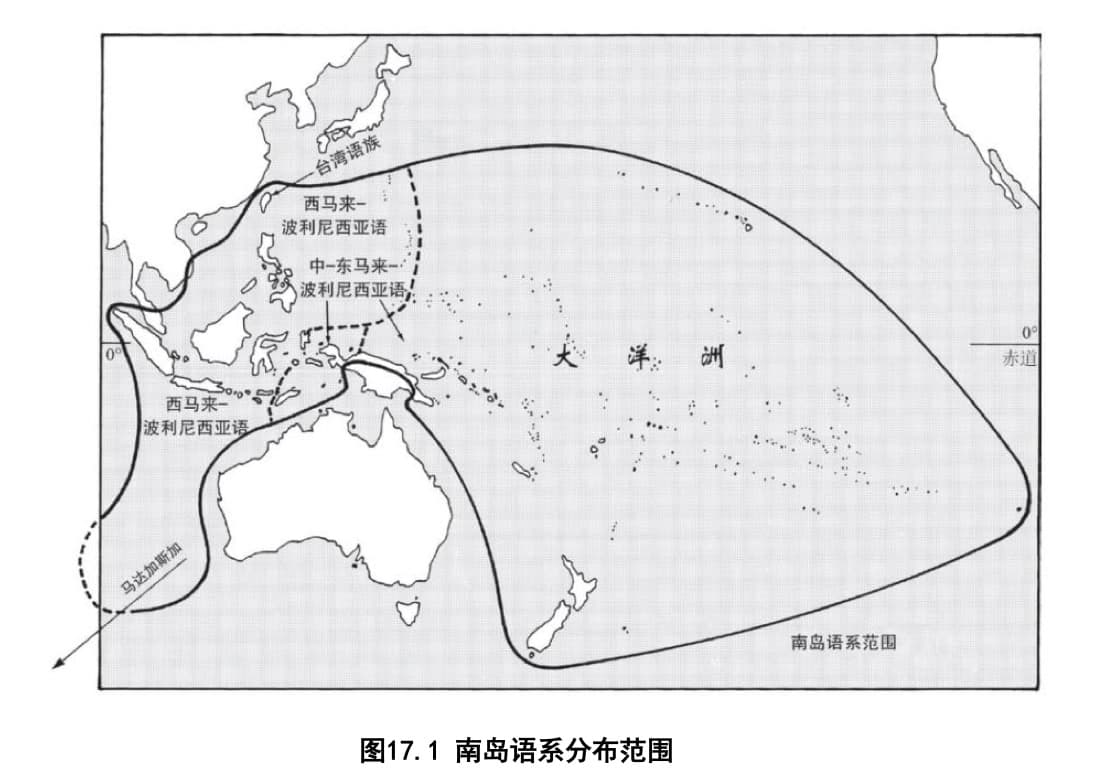 台湾语族
西马来-
波利尼西亚语
中-东马来-
波利尼西亚语
0°
大洋洲
0°
赤道
西马来-
波利尼西亚语
马达加斯加
南岛语系范围
图17.1 南岛语系分布范围